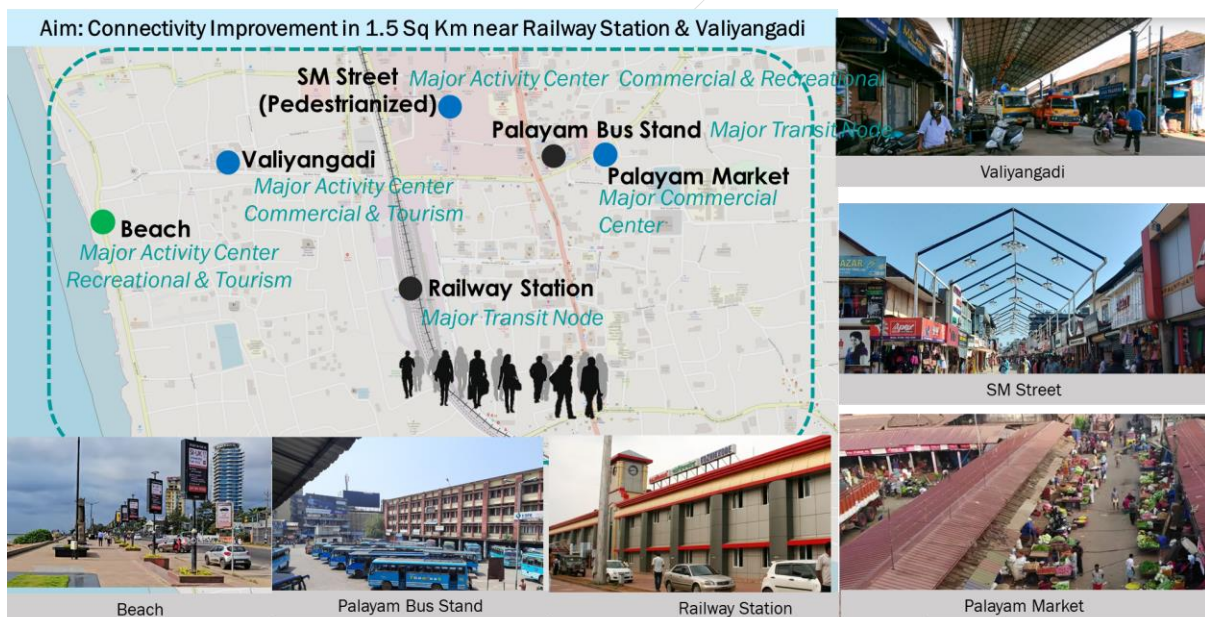 Aim: Connectivity Improvement in 1.5 Sq Km near Railway Station & Valiyangadi
SM Street
(Pedestrianized)
Major Activity Center Commercial & Recreational
Palayam Bus Stand Major Transit Node
Valiyangadi
Major Activity Center
Commercial & Tourism
Palayam Market
Major Commercial
Center
Beach
Major Activity Center
Recreational & Tourism
Railway Station
Major Transit Node
Valiyangadi
SM Street
Palayam Market
Beach
Palayam Bus Stand
Railway Station